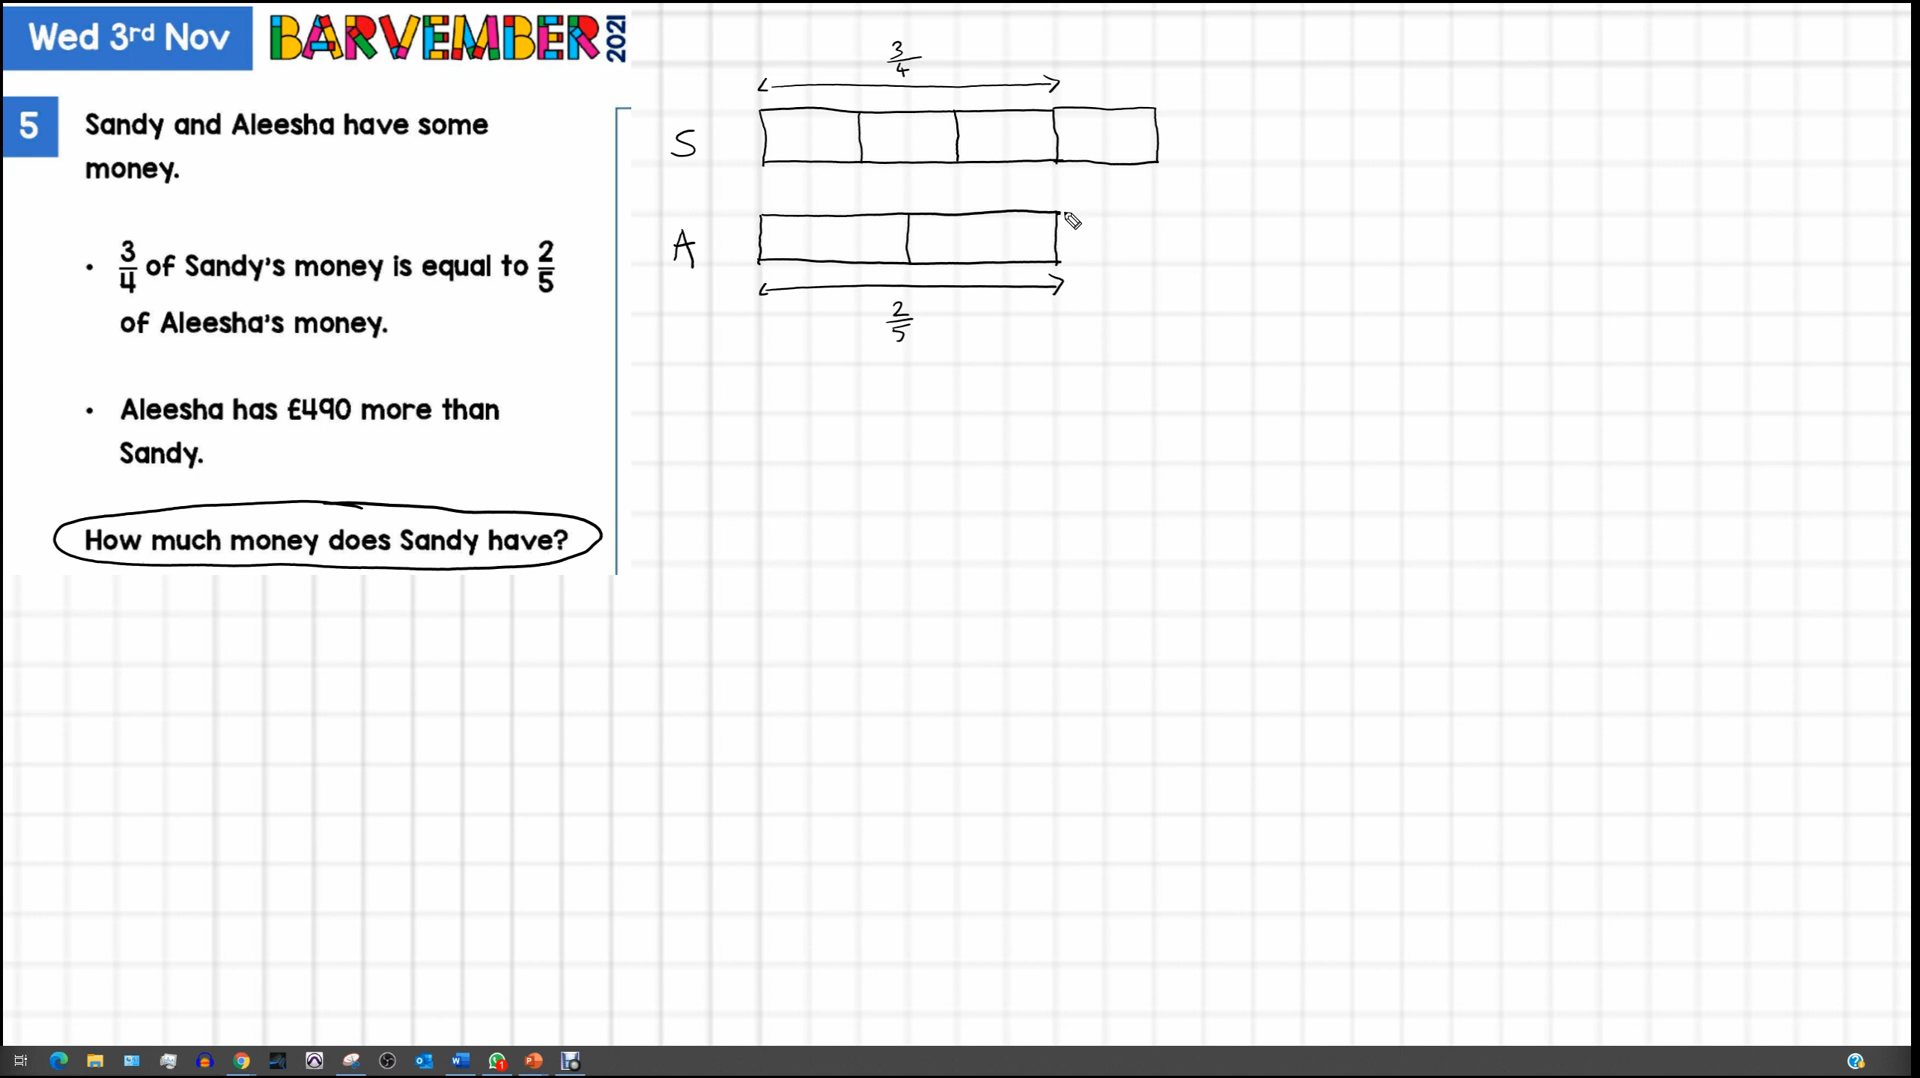 Wed 3rd Nov
BARVEMBER 2021
5
Sandy and Aleesha have some
money.
• 3/4 of Sandy's money is equal to 2/5
of Aleesha's money.
• Aleesha has £490 more than
Sandy.
How much money does Sandy have?
3/4
S
A
2/5